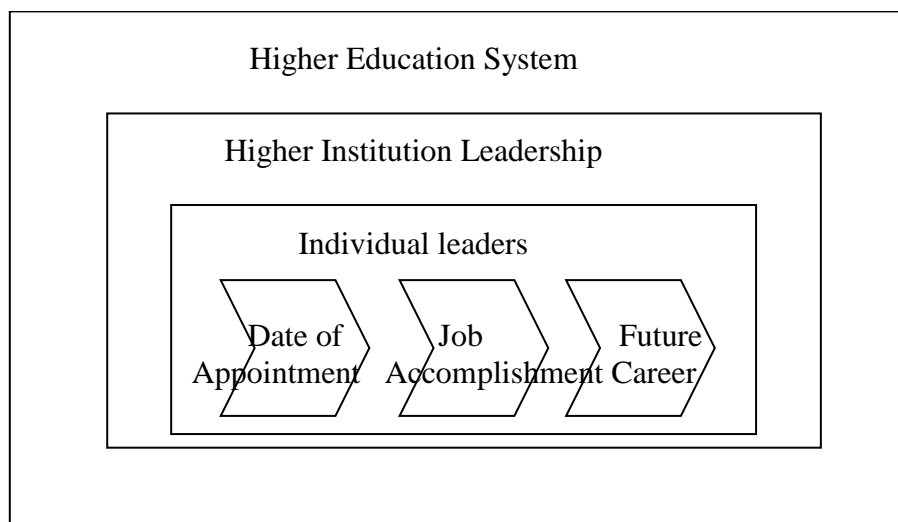 Higher Education System
Higher Institution Leadership
Individual leaders
Date of
Appointment
Job
Accomplishment
Future
Career